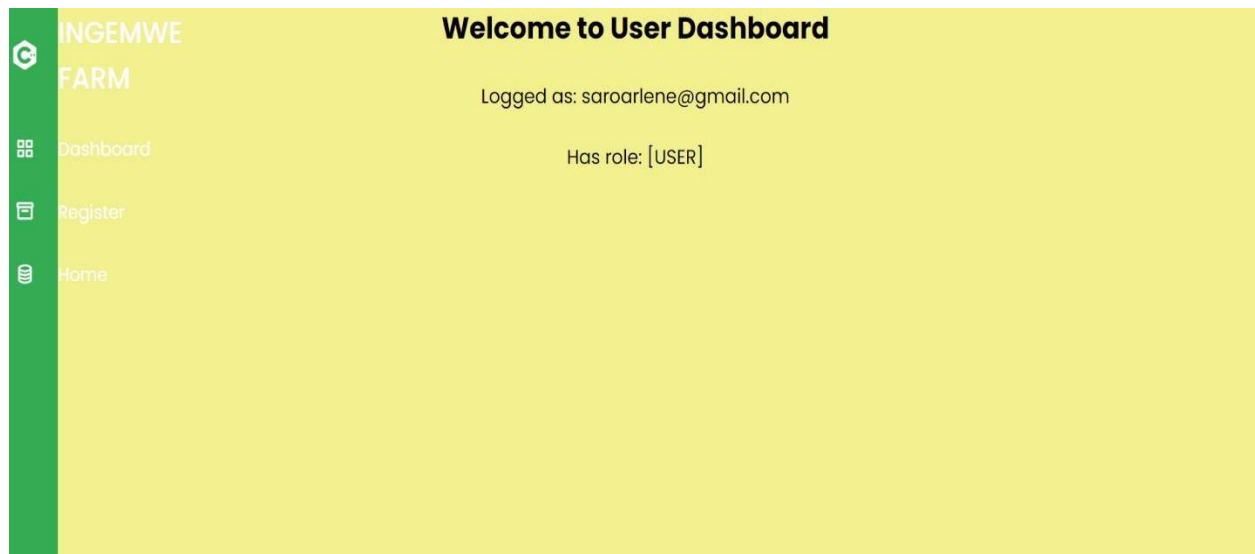 INGEMWE
FARM
Dashboard
Register
Home
Welcome to User Dashboard
Logged as: saroarlene@gmail.com
Has role: [USER]